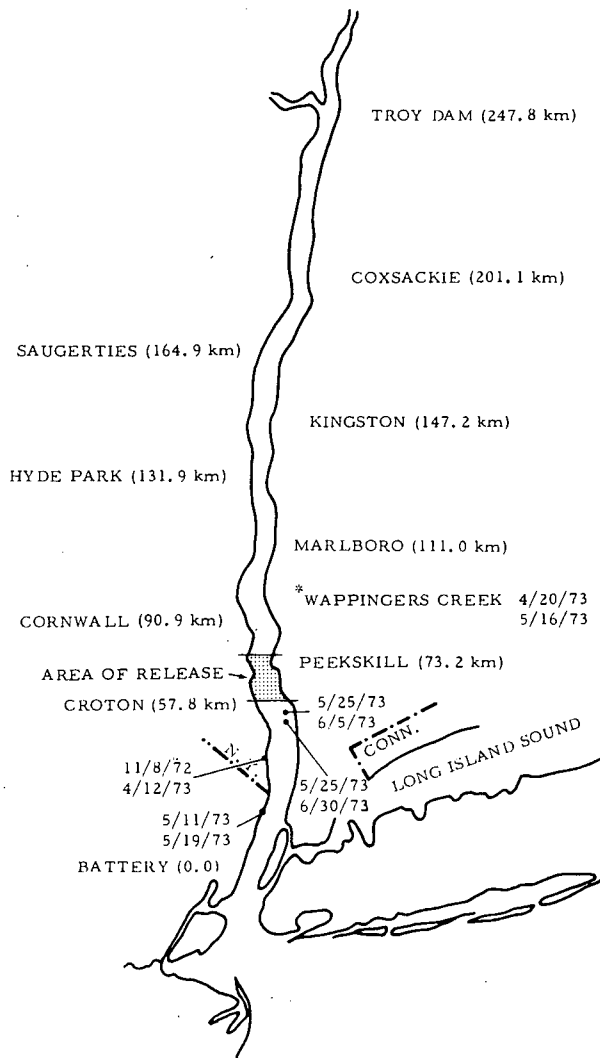 TROY DAM (247.8 km)
COXSACKIE (201.1 km)
SAUGERTIES (164.9 km)
KINGSTON (147.2 km)
HYDE PARK (131.9 km)
MARLBORO (111.0 km)
*WAPPINGERS CREEK 4/20/73
5/16/73
CORNWALL (90.9 km)
PEEKSKILL (73.2 km)
AREA OF RELEASE
CROTON (57.8 km)
5/25/73
6/5/73
CONN.
LONG ISLAND SOUND
11/8/72
4/12/73
5/25/73
6/30/73
5/11/73
5/19/73
BATTERY (0.0)